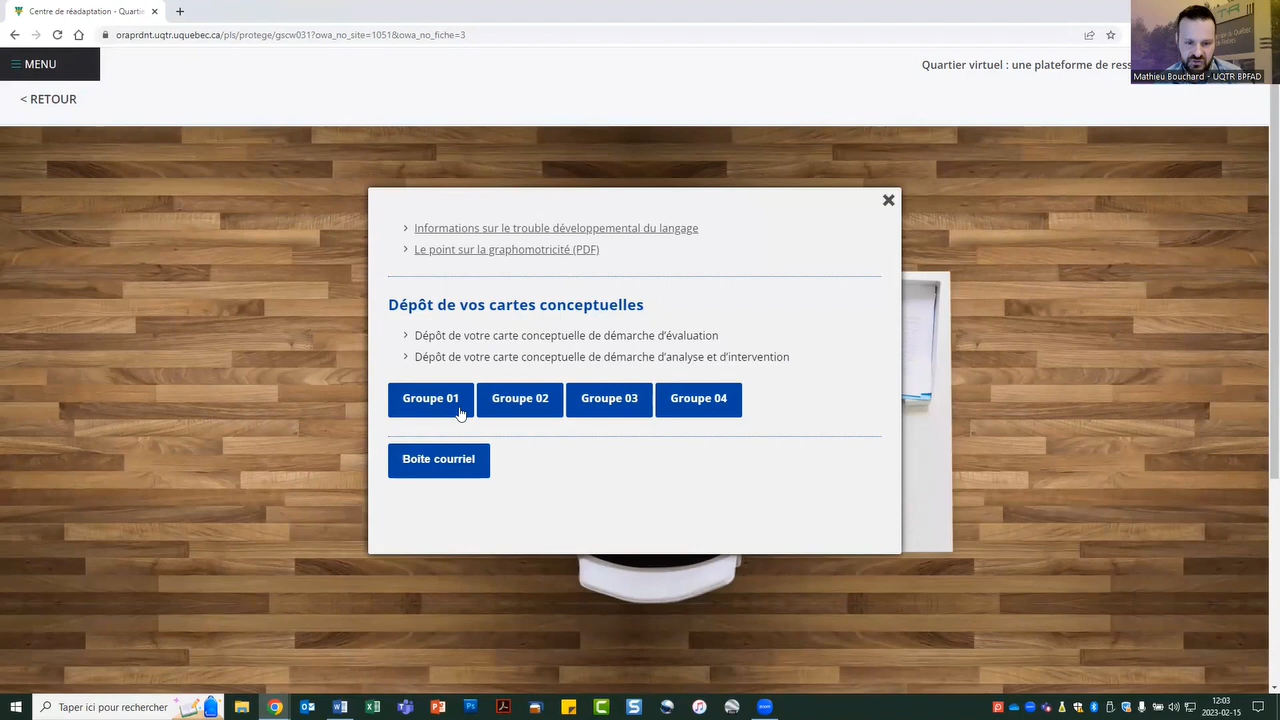 Centre de réadaptation - Quartie
oraprdnt.uqtr.uquebec.ca/pls/protege/gscw031?owa_no_site=1051&owa_no_fiche=3
MENU
Quartier virtuel : une plateforme de ress
Mathieu Bouchard - UQTR BPFAD
< RETOUR
Informations sur le trouble développemental du langage
Le point sur la graphomotricité (PDF)
Dépôt de vos cartes conceptuelles
Dépôt de votre carte conceptuelle de démarche d'évaluation
Dépôt de votre carte conceptuelle de démarche d'analyse et d'intervention
Groupe 01 Groupe 02 Groupe 03 Groupe 04
Boîte courriel
Taper ici pour rechercher
12:03
2023-02-15